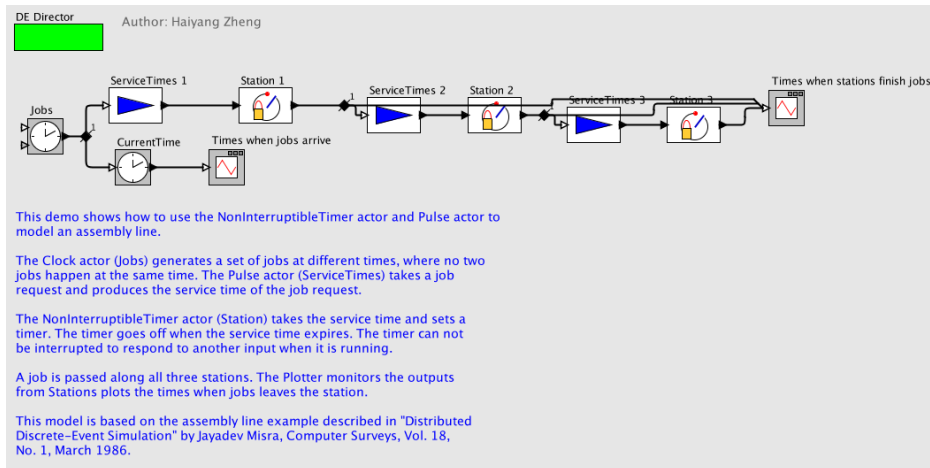 DE Director
Author: Haiyang Zheng
ServiceTimes 1
Station 1
ServiceTimes 2
Station 2
ServiceTimes 3
Station 3
Times when stations finish jobs
Jobs
1
1
1
CurrentTime
Times when jobs arrive
This demo shows how to use the NonInterruptibleTimer actor and Pulse actor to
model an assembly line.
The Clock actor (Jobs) generates a set of jobs at different times, where no two
jobs happen at the same time. The Pulse actor (ServiceTimes) takes a job
request and produces the service time of the job request.
The NonInterruptibleTimer actor (Station) takes the service time and sets a
timer. The timer goes off when the service time expires. The timer can not
be interrupted to respond to another input when it is running.
A job is passed along all three stations. The Plotter monitors the outputs
from Stations plots the times when jobs leaves the station.
This model is based on the assembly line example described in "Distributed
Discrete-Event Simulation" by Jayadev Misra, Computer Surveys, Vol. 18,
No. 1, March 1986.